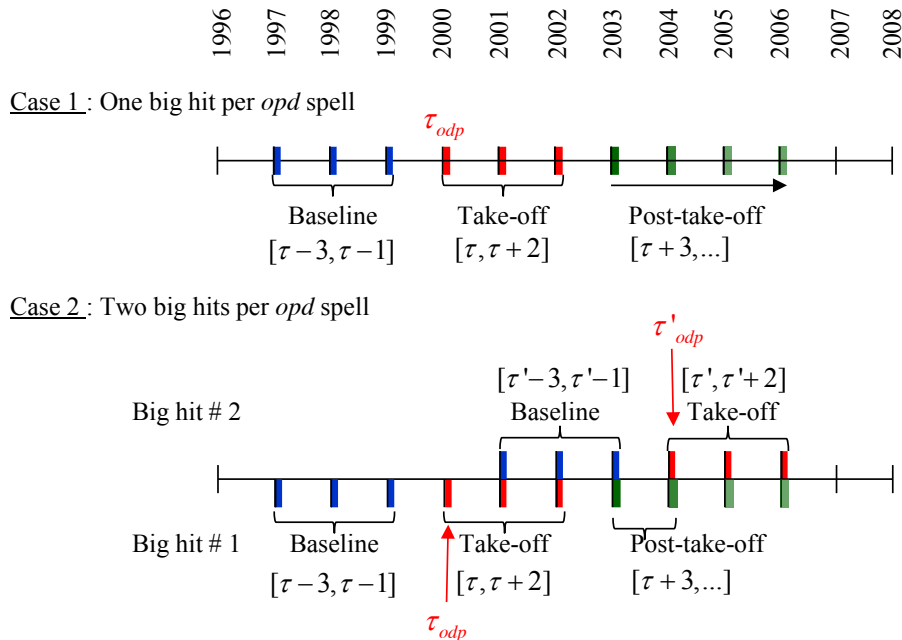 1996 1997 1998 1999 2000 2001 2002 2003 2004 2005 2006 2007 2008
Case 1 : One big hit per opd spell
τodp
Baseline Take-off Post-take-off
[τ−3,τ−1] [τ,τ+2] [τ+3,...]
Case 2 : Two big hits per opd spell
τ'odp
[τ'−3,τ'−1] [τ',τ'+2]
Big hit # 2 Baseline Take-off
Big hit # 1 Baseline Take-off Post-take-off
[τ−3,τ−1] [τ,τ+2] [τ+3,...]
τodp